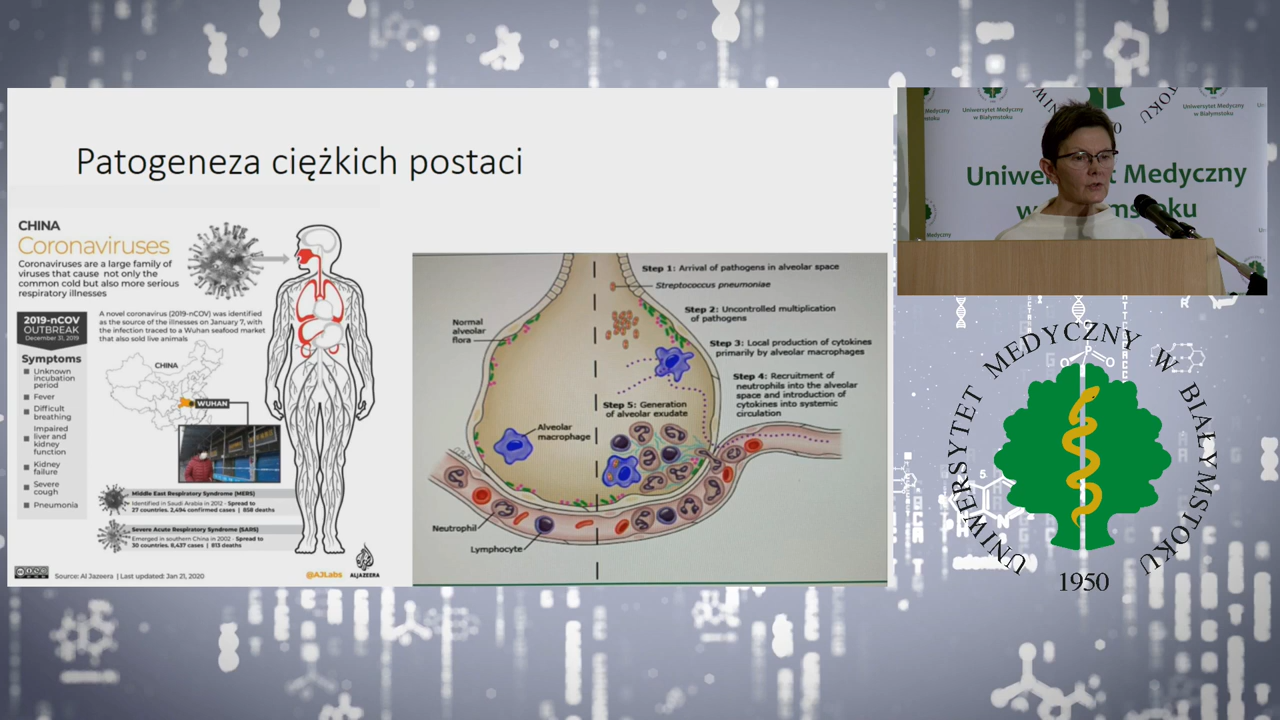 Patogeneza ciężkich postaci
CHINA
Coronaviruses
Coronaviruses are a large family of
viruses that cause not only the
common cold but also more serious
respiratory illnesses
2019-nCOV
OUTBREAK
December 31, 2019
A novel coronavirus (2019-nCOV) was identified
as the source of the illnesses on January 7, with
the infection traced to a Wuhan seafood market
that also sold live animals
Symptoms
Unknown
incubation
period
Fever
Difficult
breathing
Impaired
liver and
kidney
function
Kidney
failure
Severe
cough
Pneumonia
CHINA
WUHAN
Middle East Respiratory Syndrome (MERS)
Identified in Saudi Arabia in 2012 - Spread to
27 countries. 2,494 confirmed cases | 858 deaths
Severe Acute Respiratory Syndrome (SARS)
Emerged in southern China in 2002 - Spread to
30 countries. 8,437 cases | 813 deaths
Source: Al Jazeera | Last updated: Jan 21, 2020
@AJLabs
ALJAZEERA
Step 1: Arrival of pathogens in alveolar space
Streptococcus pneumoniae
Step 2: Uncontrolled multiplication
of pathogens
Step 3: Local production of cytokines
primarily by alveolar macrophages
Step 4: Recruitment of
neutrophils into the alveolar
space and introduction of
cytokines into systemic
circulation
Step 5: Generation
of alveolar exudate
Normal
alveolar
flora
Alveolar
macrophage
Neutrophil
Lymphocyte
Uniwersytet Medyczny
w Białymstoku
Uniwersytet Medyczny
w Białymstoku
UNIWERSYTET MEDYCZNY W BIAŁYMSTOKU
1950